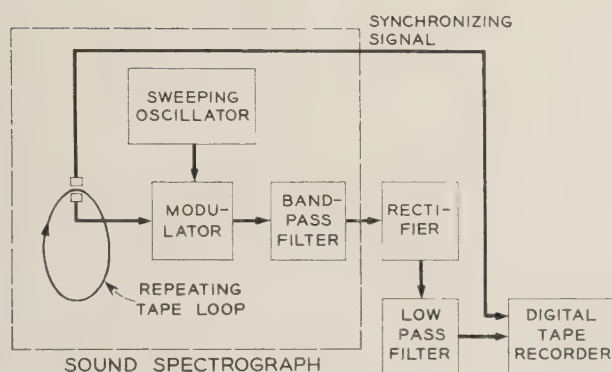 SYNCHRONIZING
SIGNAL
SWEEPING
OSCILLATOR
MODU-
LATOR
BAND-
PASS
FILTER
RECTI-
FIER
REPEATING
TAPE LOOP
LOW
PASS
FILTER
DIGITAL
TAPE
RECORDER
SOUND SPECTROGRAPH